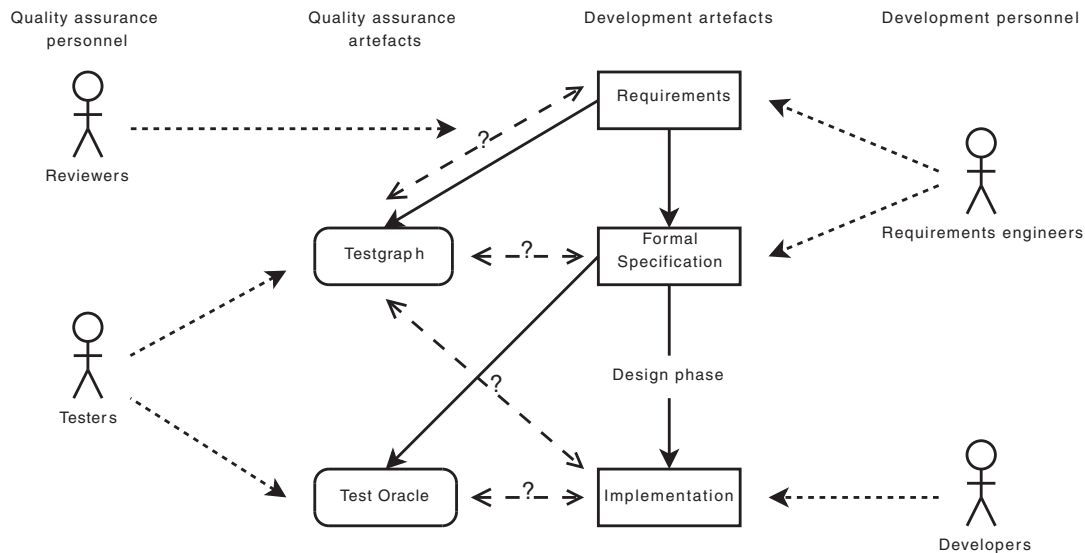 Quality assurance
personnel
Quality assurance
artefacts
Development artefacts
Development personnel
Requirements
?
Reviewers
Testgraph
?
Formal
Specification
Requirements engineers
?
Design phase
Testers
Test Oracle
?
Implementation
Developers